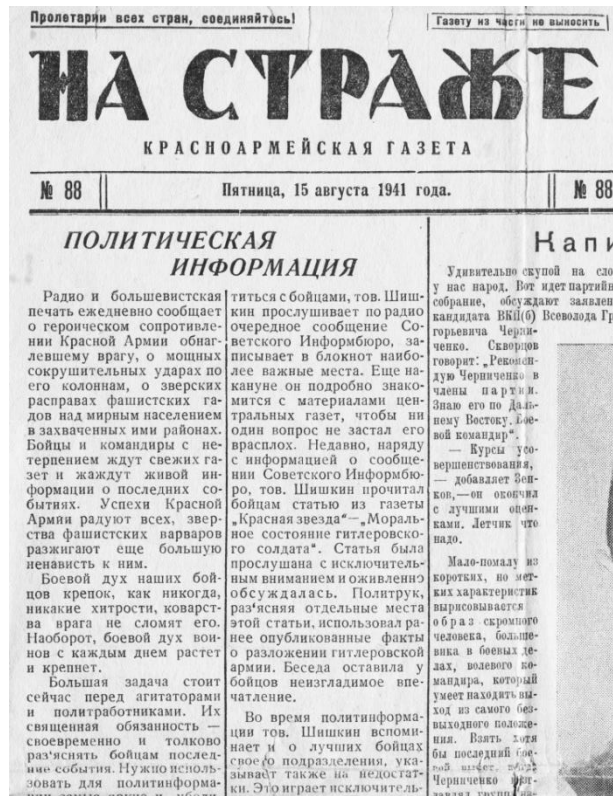 Пролетарии всех стран, соединяйтесь!
Газету из части не выносить
НА СТРАЖЕ
КРАСНОАРМЕЙСКАЯ ГАЗЕТА
№ 88
Пятница, 15 августа 1941 года.
№ 88
ПОЛИТИЧЕСКАЯ
ИНФОРМАЦИЯ
Радио и большевистская
печать ежедневно сообщает
о героическом сопротивле-
нии Красной Армии обнаг-
левшему врагу, о мощных
сокрушительных ударах по
его колоннам, о зверских
расправах фашистских га-
дов над мирным населением
в захваченных ими районах.
Бойцы и командиры с не-
терпением ждут свежих га-
зет и жаждут живой ин-
формации о последних со-
бытиях. Успехи Красной
Армии радуют всех, звер-
ства фашистских варваров
разжигают еще большую
ненависть к ним.
Боевой дух наших бой-
цов крепок, как никогда,
никакие хитрости, коварст-
ва врага не сломят его.
Наоборот, боевой дух вои-
нов с каждым днем растет
и крепнет.
Большая задача стоит
сейчас перед агитаторами
и политработниками. Их
священная обязанность —
своевременно и толково
раз'яснять бойцам послед-
ние события. Нужно исполь-
зовать для политинформа-
титься с бойцами, тов. Шиш-
кин прослушивает по радио
очередное сообщение Со-
ветского Информбюро, за-
писывает в блокнот наибо-
лее важные места. Еще на-
кануне он подробно знако-
мится с материалами цен-
тральных газет, чтобы ни
один вопрос не застал его
врасплох. Недавно, наряду
с информацией о сообще-
нии Советского Информбю-
ро, тов. Шишкин прочитал
бойцам статью из газеты
„Красная звезда“—„Мораль-
ное состояние гитлеровско-
го солдата“. Статья была
прослушана с исключитель-
ным вниманием и оживленно
обсуждалась. Политрук,
раз'ясняя отдельные места
этой статьи, использовал ра-
нее опубликованные факты
о разложении гитлеровской
армии. Беседа оставила у
бойцов неизгладимое впе-
чатление.
Во время политинформа-
ции тов. Шишкин вспоми-
нает и о лучших бойцах
своего подразделения, ука-
зывает также на недостат-
ки. Это играет исключитель-
Капи
Удивительно скупой на сло
у нас народ. Вот идет партийн
собрание, обсуждают заявлен
кандидата ВКП(б) Всеволода Гр
горьевича Черни-
ченко. Скворцов
говорит: „Рекомен-
дую Черниченко в
члены партии.
Знаю его по Даль-
нему Востоку. Бое-
вой командир“.
— Курсы усо-
вершенствования,
— добавляет Зен-
ков,—он окончил
с лучшими оцен-
ками. Летчик что
надо.
Мало-помалу из
коротких, но мет-
ких характеристик
вырисовывается
образ скромного
человека, больше-
вика в боевых де-
лах, волевого ко-
мандира, который
умеет находить вы-
ход из самого без-
выходного положе-
ния. Взять хотя
бы последний бое-
Черниченко